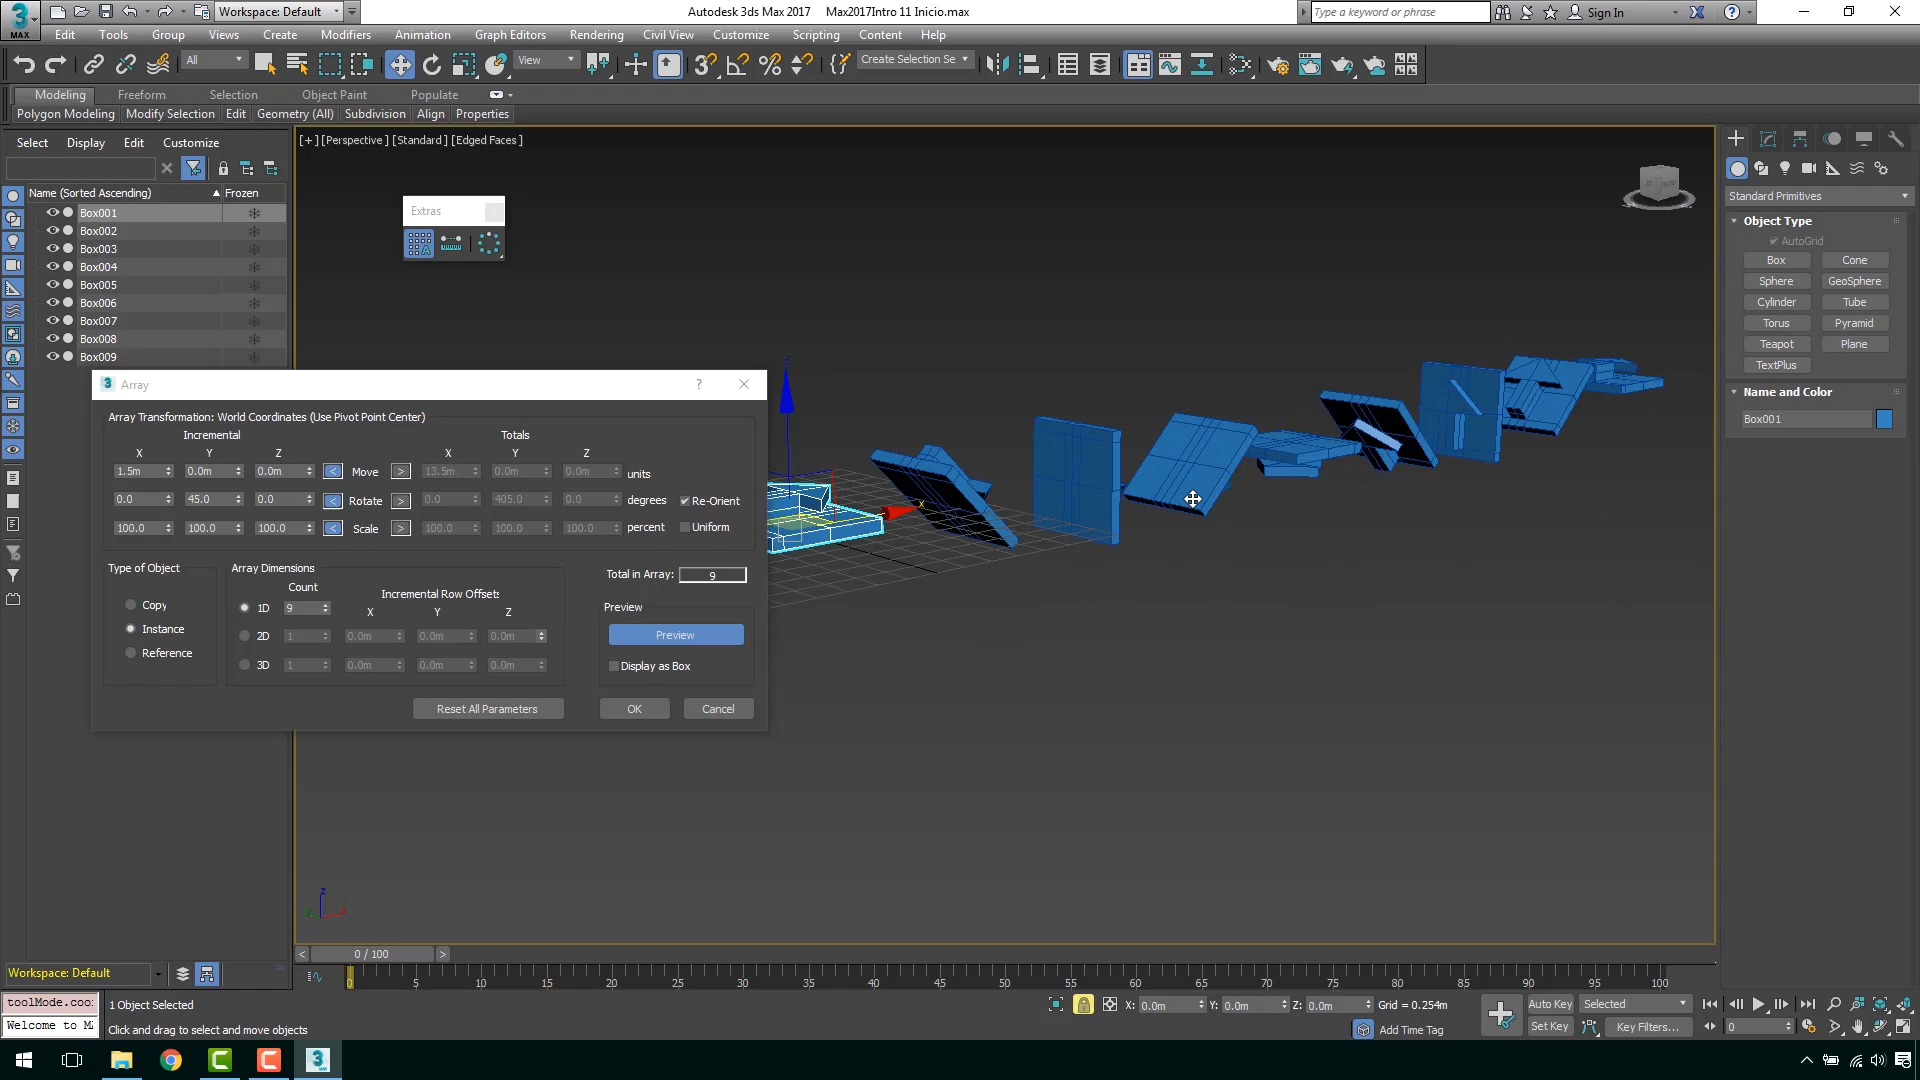 Workspace: Default
Autodesk 3ds Max 2017 Max2017Intro 11 Inicio.max
Type a keyword or phrase
Sign In
MAX
Edit Tools Group Views Create Modifiers Animation Graph Editors Rendering Civil View Customize Scripting Content Help
All
View
Create Selection Se
Modeling Freeform Selection Object Paint Populate
Polygon Modeling Modify Selection Edit Geometry (All) Subdivision Align Properties
Select Display Edit Customize
[+] [Perspective] [Standard] [Edged Faces]
Name (Sorted Ascending) Frozen
Box001
Box002
Box003
Box004
Box005
Box006
Box007
Box008
Box009
Extras
Standard Primitives
Object Type
AutoGrid
Box Cone
Sphere GeoSphere
Cylinder Tube
Torus Pyramid
Teapot Plane
TextPlus
Name and Color
Box001
Array
?
Array Transformation: World Coordinates (Use Pivot Point Center)
Incremental Totals
X Y Z X Y Z
1.5m 0.0m 0.0m < Move > 13.5m 0.0m 0.0m units
0.0 45.0 0.0 < Rotate > 0.0 405.0 0.0 degrees Re-Orient
100.0 100.0 100.0 < Scale > 100.0 100.0 100.0 percent Uniform
Type of Object
Copy
Instance
Reference
Array Dimensions
Count
Incremental Row Offsets
X Y Z
1D 9
2D 1 0.0m 0.0m 0.0m
3D 1 0.0m 0.0m 0.0m
Total in Array: 9
Preview
Preview
Display as Box
Reset All Parameters OK Cancel
z
x
z
< 0 / 100 >
0 5 10 15 20 25 30 35 40 45 50 55 60 65 70 75 80 85 90 95 100
Workspace: Default
toolMode.coo
Welcome to M
1 Object Selected
Click and drag to select and move objects
X: 0.0m Y: 0.0m Z: 0.0m Grid = 0.254m
Add Time Tag
Auto Key Selected
Set Key Key Filters...
0